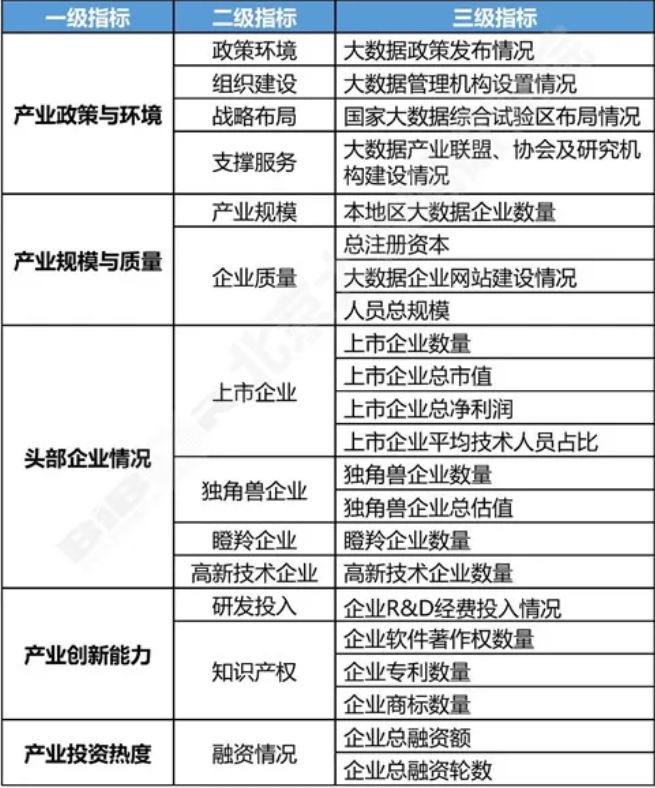 一级指标 二级指标 三级指标
产业政策与环境 政策环境 大数据政策发布情况
组织建设 大数据管理机构设置情况
战略布局 国家大数据综合试验区布局情况
支撑服务 大数据产业联盟、协会及研究机
构建设情况
产业规模与质量 产业规模 本地区大数据企业数量
企业质量 总注册资本
大数据企业网站建设情况
人员总规模
头部企业情况 上市企业 上市企业数量
上市企业总市值
上市企业总净利润
上市企业平均技术人员占比
独角兽企业 独角兽企业数量
独角兽企业总估值
瞪羚企业 瞪羚企业数量
高新技术企业 高新技术企业数量
产业创新能力 研发投入 企业R&D经费投入情况
知识产权 企业软件著作权数量
企业专利数量
企业商标数量
产业投资热度 融资情况 企业总融资额
企业总融资轮数